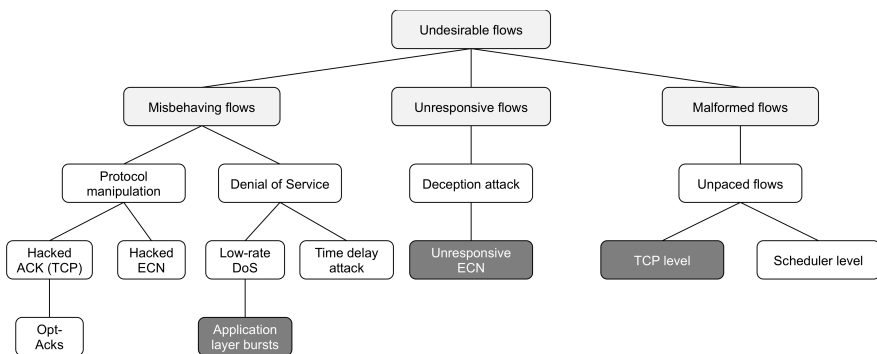 Undesirable flows
Misbehaving flows
Unresponsive flows
Malformed flows
Protocol
manipulation
Denial of Service
Deception attack
Unpaced flows
Hacked
ACK (TCP)
Hacked
ECN
Low-rate
DoS
Time delay
attack
Unresponsive
ECN
TCP level
Scheduler level
Opt-
Acks
Application
layer bursts